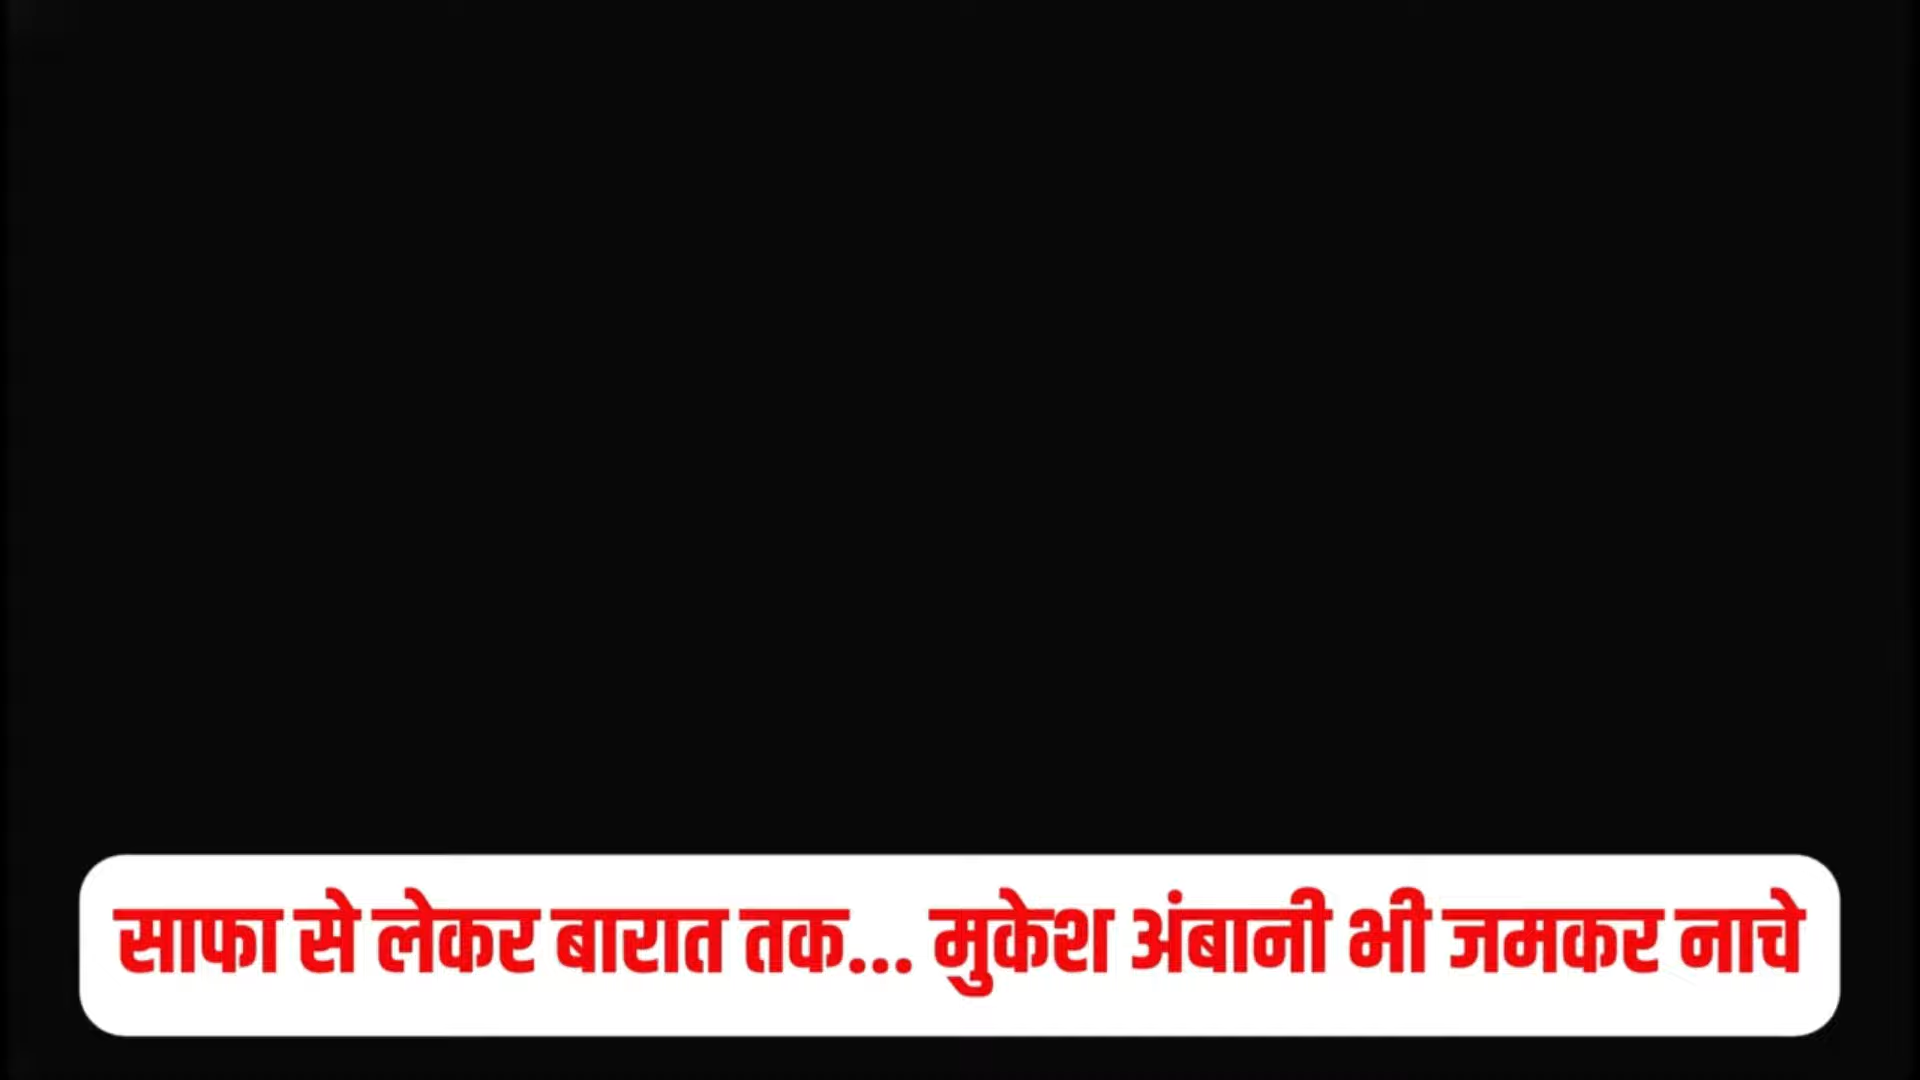 साफा से लेकर बारात तक... मुकेश अंबानी भी जमकर नाचे